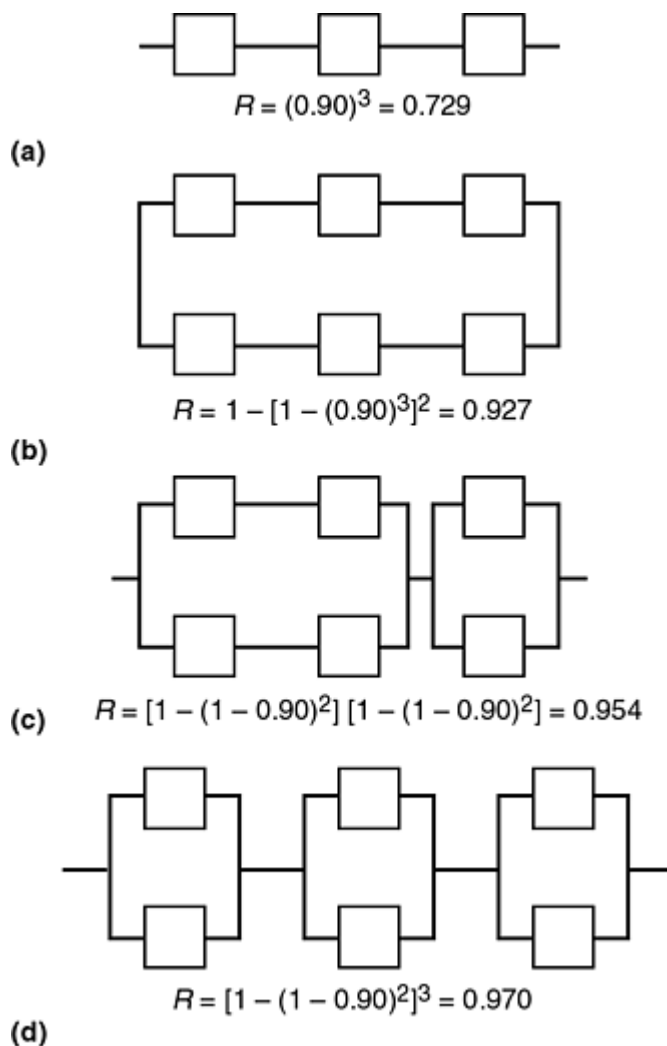 R = (0.90)³ = 0.729
(a)
R = 1 – [1 – (0.90)³]² = 0.927
(b)
R = [1 – (1 – 0.90)²] [1 – (1 – 0.90)²] = 0.954
(c)
R = [1 – (1 – 0.90)²]³ = 0.970
(d)